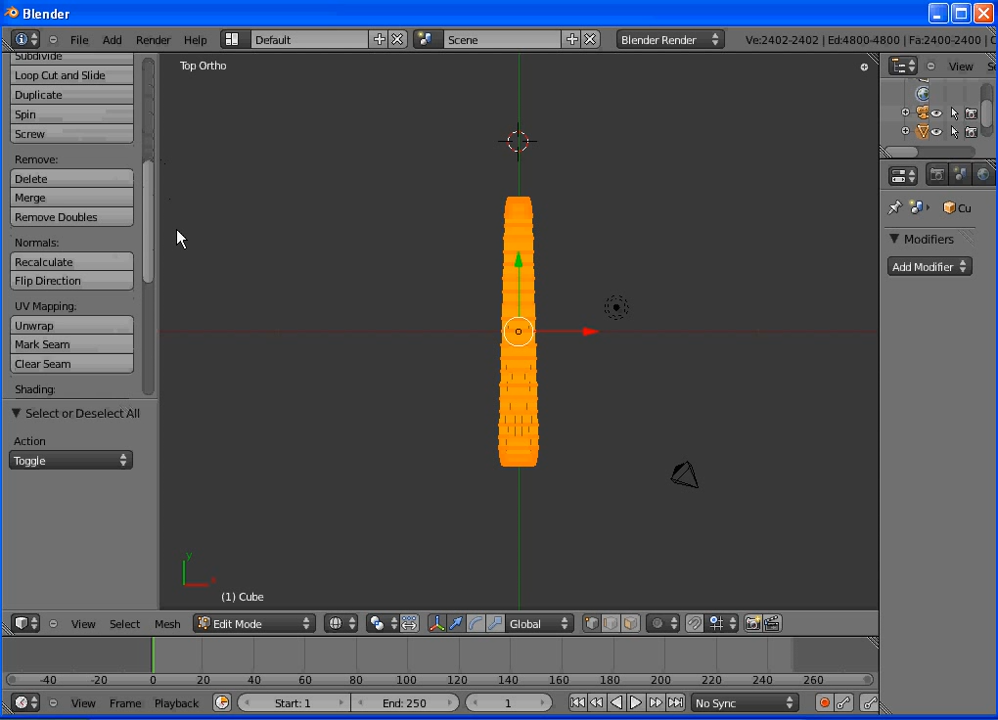 Blender
File Add Render Help Default Scene Blender Render Ve:2402-2402 | Ed:4800-4800 | Fa:2400-2400 |
Subdivide
Loop Cut and Slide
Duplicate
Spin
Screw
Remove:
Delete
Merge
Remove Doubles
Normals:
Recalculate
Flip Direction
UV Mapping:
Unwrap
Mark Seam
Clear Seam
Shading:
Select or Deselect All
Action
Toggle
Top Ortho
y
x
(1) Cube
View
Cu
Modifiers
Add Modifier
View Select Mesh Edit Mode Global
-40 -20 0 20 40 60 80 100 120 140 160 180 200 220 240 260
View Frame Playback Start: 1 End: 250 1 No Sync